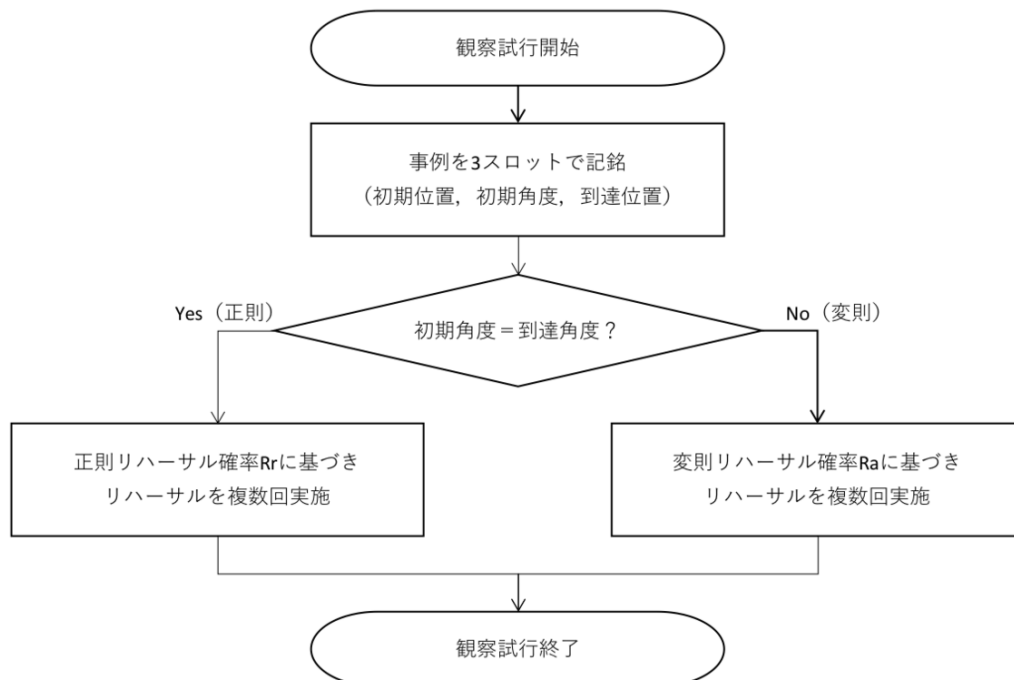 観察試行開始
事例を3スロットで記銘
（初期位置，初期角度，到達位置）
Yes（正則）
No（変則）
初期角度＝到達角度？
正則リハーサル確率Rrに基づき
リハーサルを複数回実施
変則リハーサル確率Raに基づき
リハーサルを複数回実施
観察試行終了